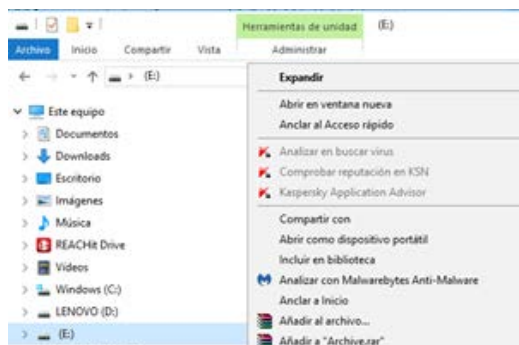 Herramientas de unidad (E:)
Archivo Inicio Compartir Vista Administrar
(E:)
Este equipo
Documentos
Downloads
Escritorio
Imágenes
Música
REACHit Drive
Vídeos
Windows (C:)
LENOVO (D:)
(E:)
Expandir
Abrir en ventana nueva
Anclar al Acceso rápido
Analizar en buscar virus
Comprobar reputación en KSN
Kaspersky Application Advisor
Compartir con
Abrir como dispositivo portátil
Incluir en biblioteca
Analizar con Malwarebytes Anti-Malware
Anclar a Inicio
Añadir al archivo...
Añadir a "Archive.rar"